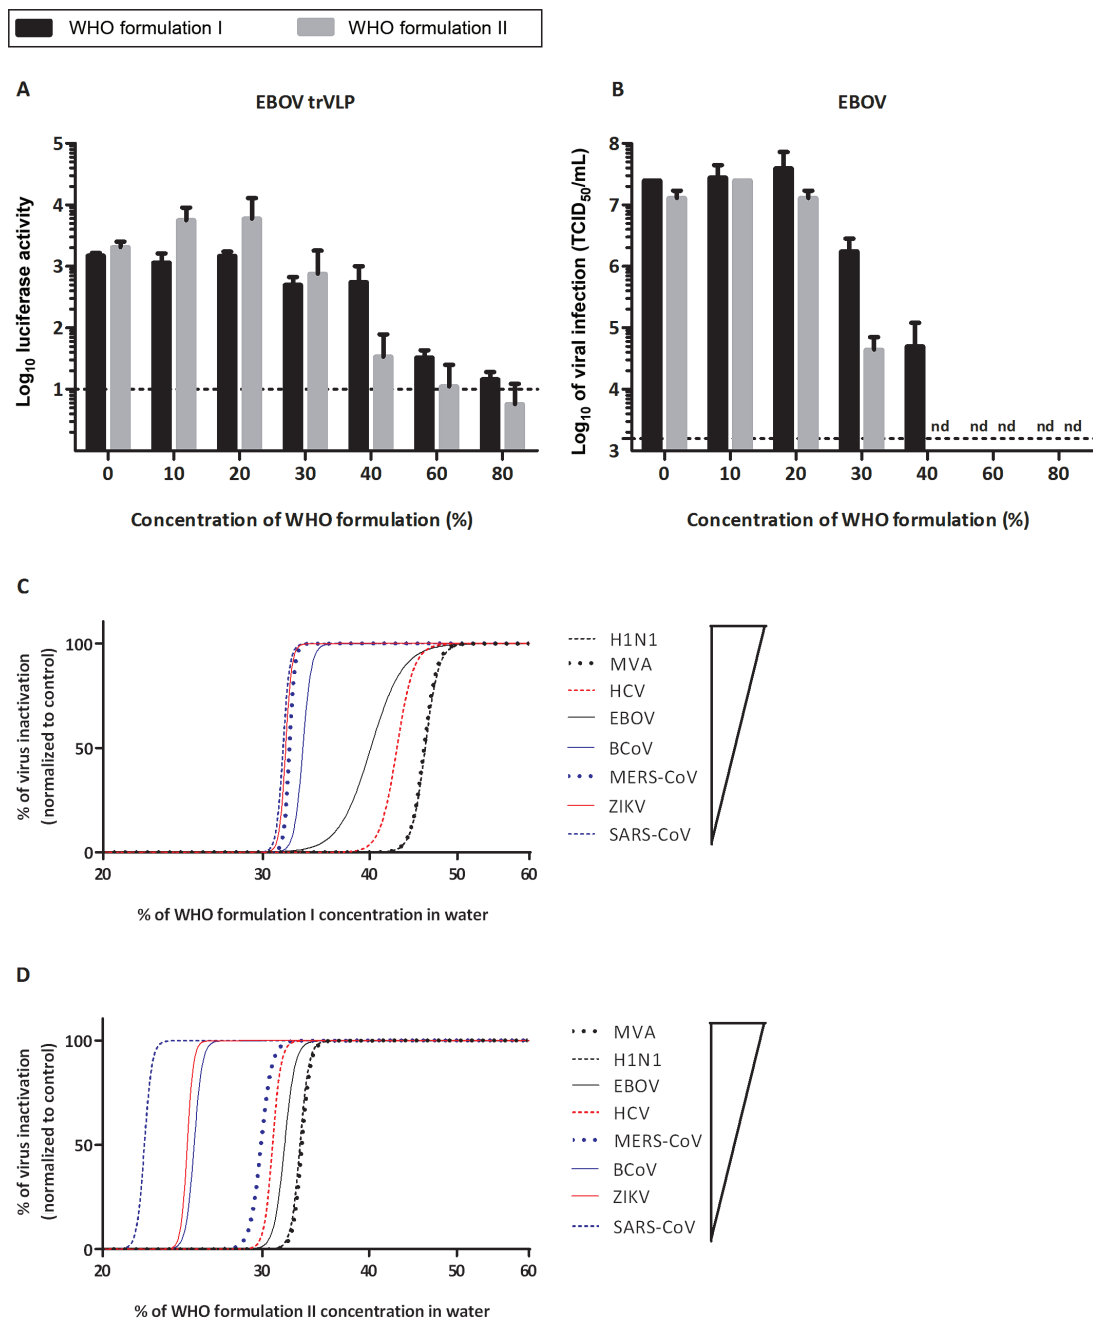 WHO formulation I WHO formulation II
A
EBOV trVLP
Log10 luciferase activity
5
4
3
2
1
0 10 20 30 40 60 80
Concentration of WHO formulation (%)
B
EBOV
Log10 of viral infection (TCID50/mL)
8
7
6
5
4
3
nd nd nd nd nd
0 10 20 30 40 60 80
Concentration of WHO formulation (%)
C
% of virus inactivation
(normalized to control)
100
50
0
20 30 40 50 60
% of WHO formulation I concentration in water
H1N1
MVA
HCV
EBOV
BCoV
MERS-CoV
ZIKV
SARS-CoV
D
% of virus inactivation
(normalized to control)
100
50
0
20 30 40 50 60
% of WHO formulation II concentration in water
MVA
H1N1
EBOV
HCV
MERS-CoV
BCoV
ZIKV
SARS-CoV